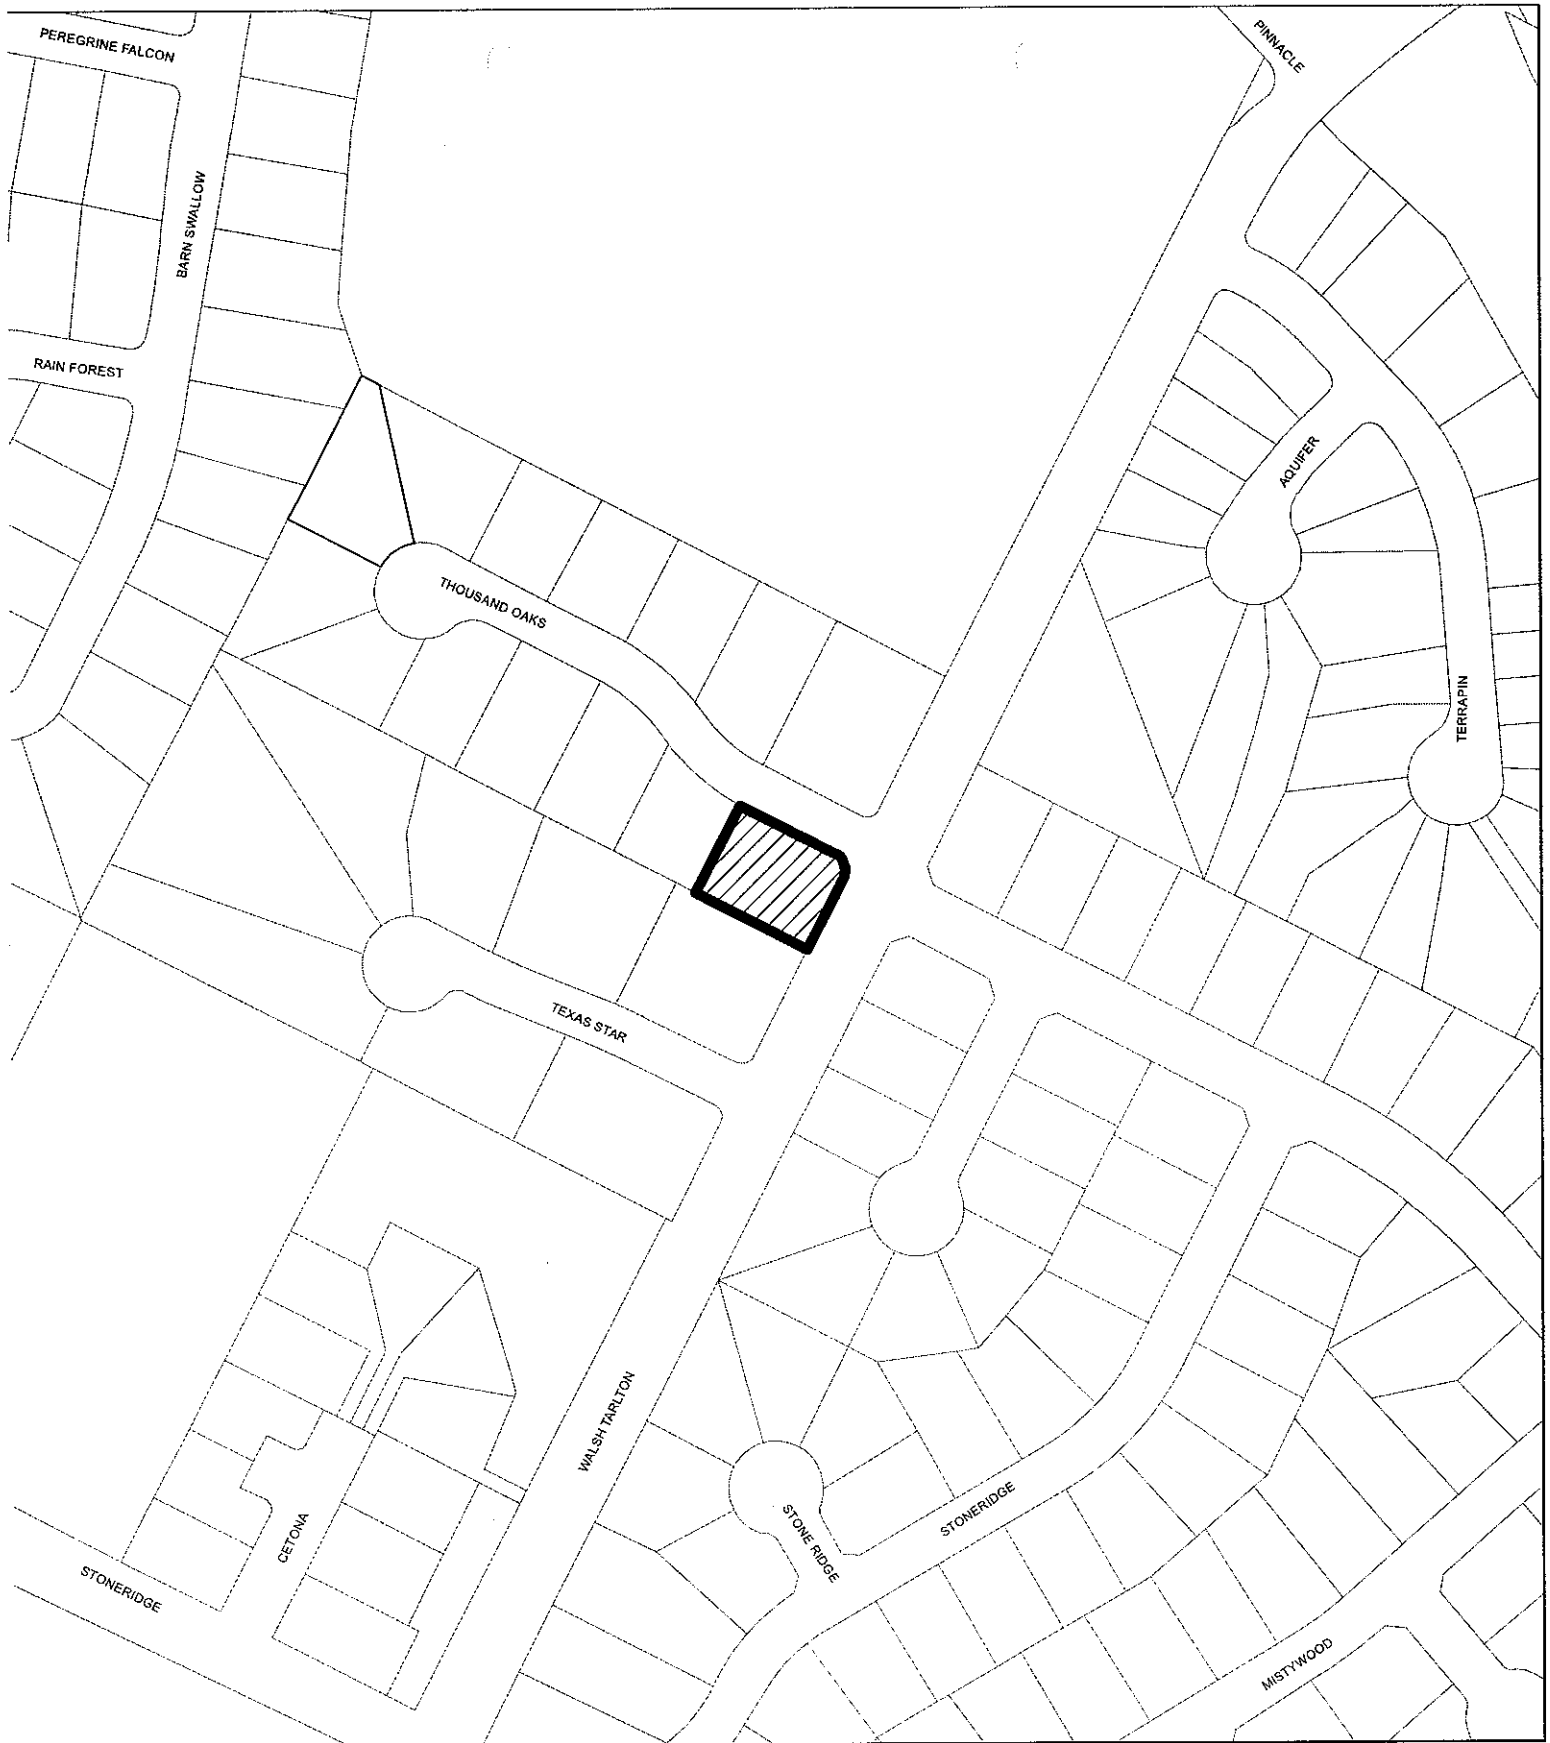 PEREGRINE FALCON
PINNACLE
BARN SWALLOW
RAIN FOREST
AQUIFER
THOUSAND OAKS
TERRAPIN
TEXAS STAR
WALSH TARLTON
STONERIDGE
STONE RIDGE
CETONA
STONERIDGE
MISTYWOOD